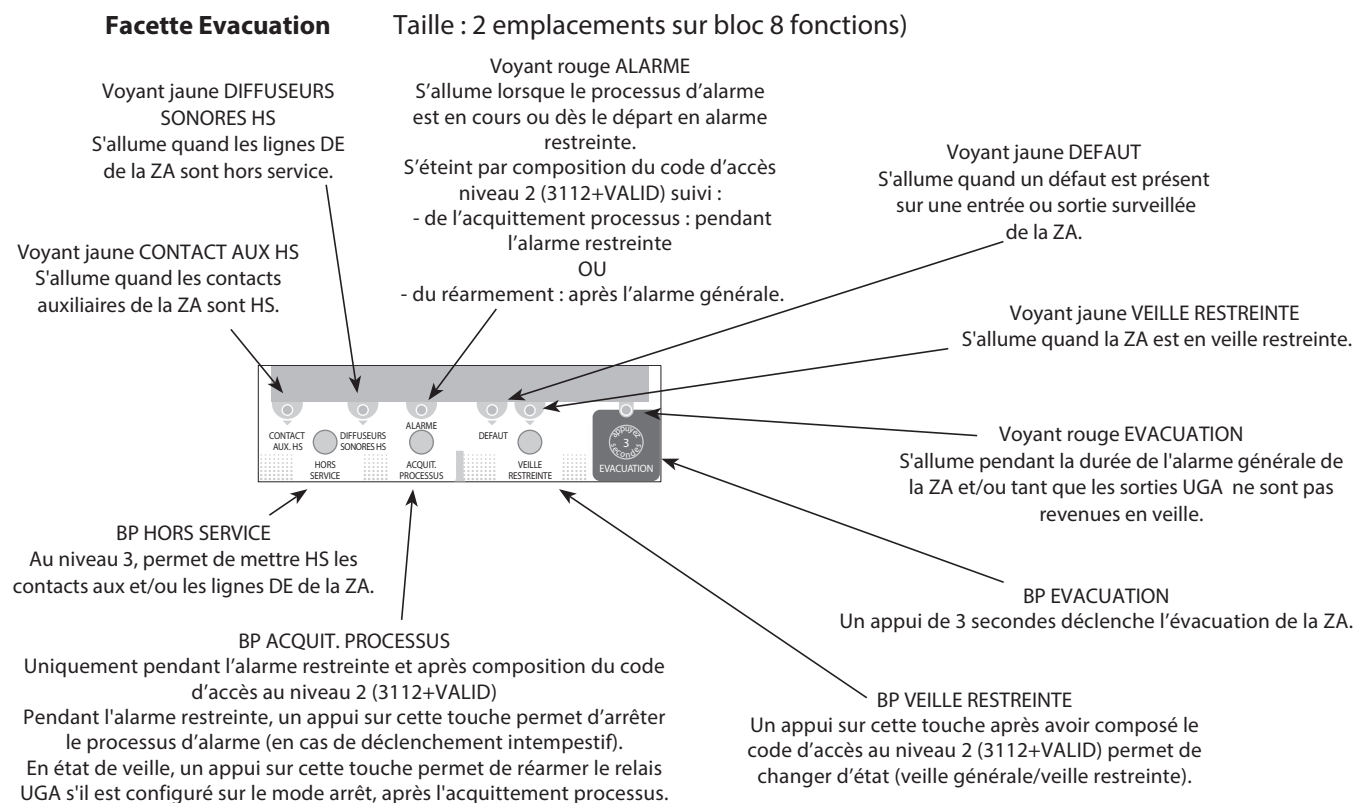 Facette Evacuation Taille : 2 emplacements sur bloc 8 fonctions)
Voyant jaune DIFFUSEURS
SONORES HS
S'allume quand les lignes DE
de la ZA sont hors service.
Voyant rouge ALARME
S’allume lorsque le processus d’alarme
est en cours ou dès le départ en alarme
restreinte.
S’éteint par composition du code d’accès
niveau 2 (3112+VALID) suivi :
- de l’acquittement processus : pendant
l’alarme restreinte
OU
- du réarmement : après l’alarme générale.
Voyant jaune DEFAUT
S'allume quand un défaut est présent
sur une entrée ou sortie surveillée
de la ZA.
Voyant jaune CONTACT AUX HS
S'allume quand les contacts
auxiliaires de la ZA sont HS.
Voyant jaune VEILLE RESTREINTE
S'allume quand la ZA est en veille restreinte.
CONTACT
AUX. HS
HORS
SERVICE
DIFFUSEURS
SONORES HS
ALARME
ACQUIT.
PROCESSUS
DEFAUT
VEILLE
RESTREINTE
appuyez
3
secondes
EVACUATION
Voyant rouge EVACUATION
S'allume pendant la durée de l'alarme générale de
la ZA et/ou tant que les sorties UGA ne sont pas
revenues en veille.
BP HORS SERVICE
Au niveau 3, permet de mettre HS les
contacts aux et/ou les lignes DE de la ZA.
BP EVACUATION
Un appui de 3 secondes déclenche l’évacuation de la ZA.
BP ACQUIT. PROCESSUS
Uniquement pendant l’alarme restreinte et après composition du code
d’accès au niveau 2 (3112+VALID)
Pendant l'alarme restreinte, un appui sur cette touche permet d’arrêter
le processus d’alarme (en cas de déclenchement intempestif).
En état de veille, un appui sur cette touche permet de réarmer le relais
UGA s'il est configuré sur le mode arrêt, après l'acquittement processus.
BP VEILLE RESTREINTE
Un appui sur cette touche après avoir composé le
code d’accès au niveau 2 (3112+VALID) permet de
changer d’état (veille générale/veille restreinte).